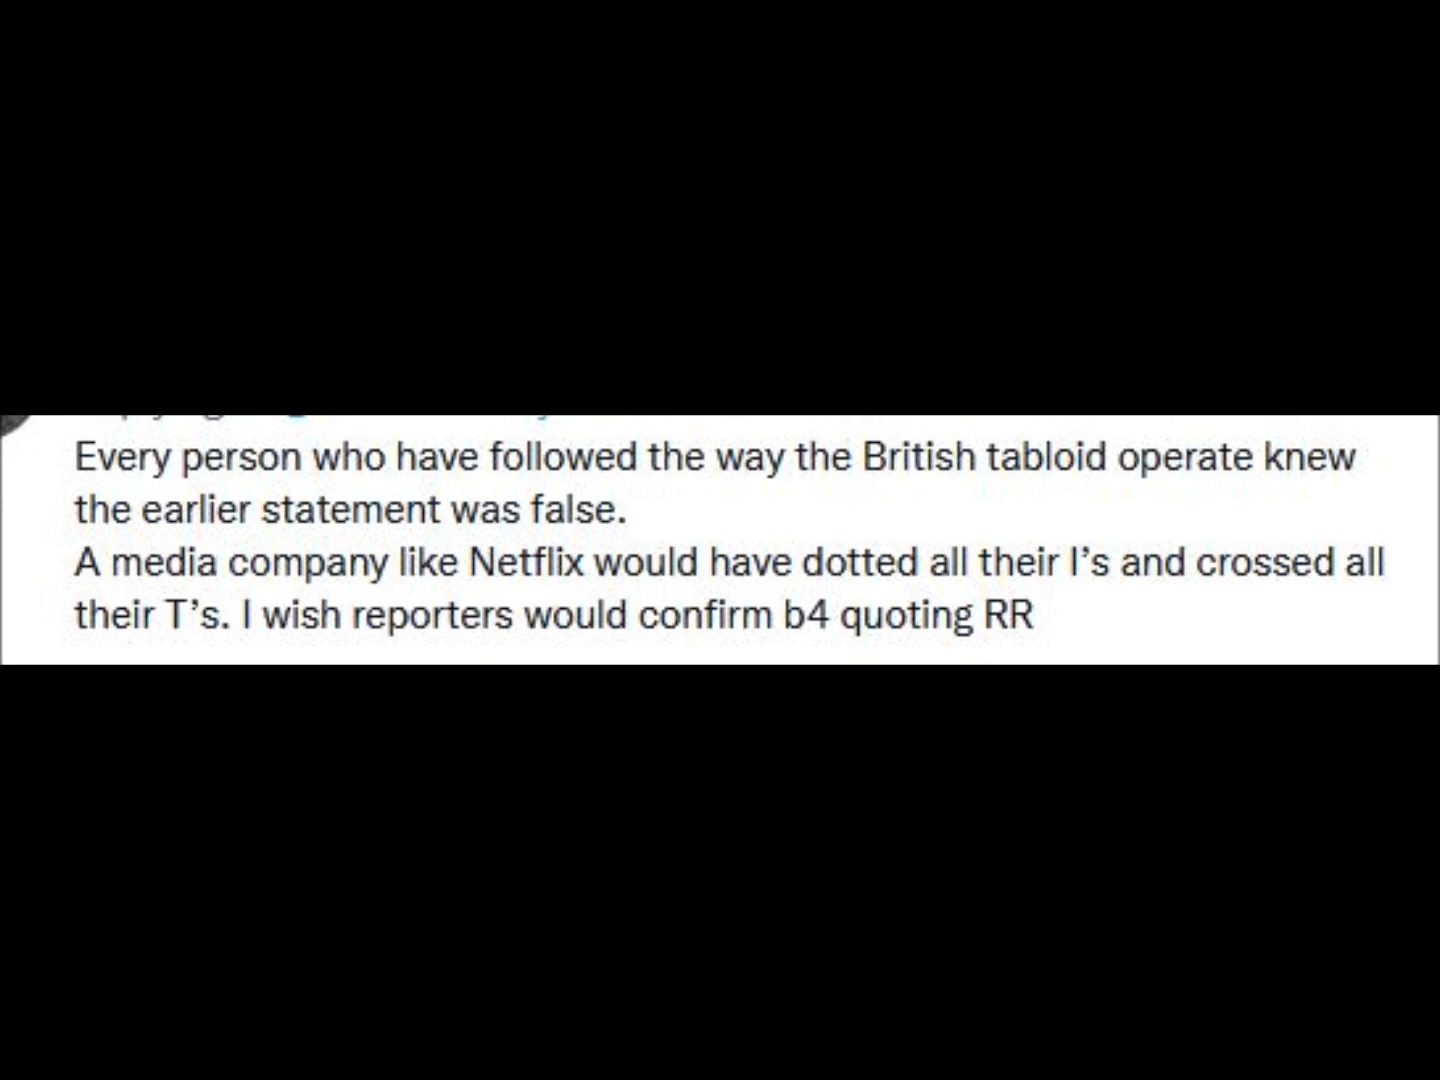 Every person who have followed the way the British tabloid operate knew
the earlier statement was false.
A media company like Netflix would have dotted all their I’s and crossed all
their T’s. I wish reporters would confirm b4 quoting RR